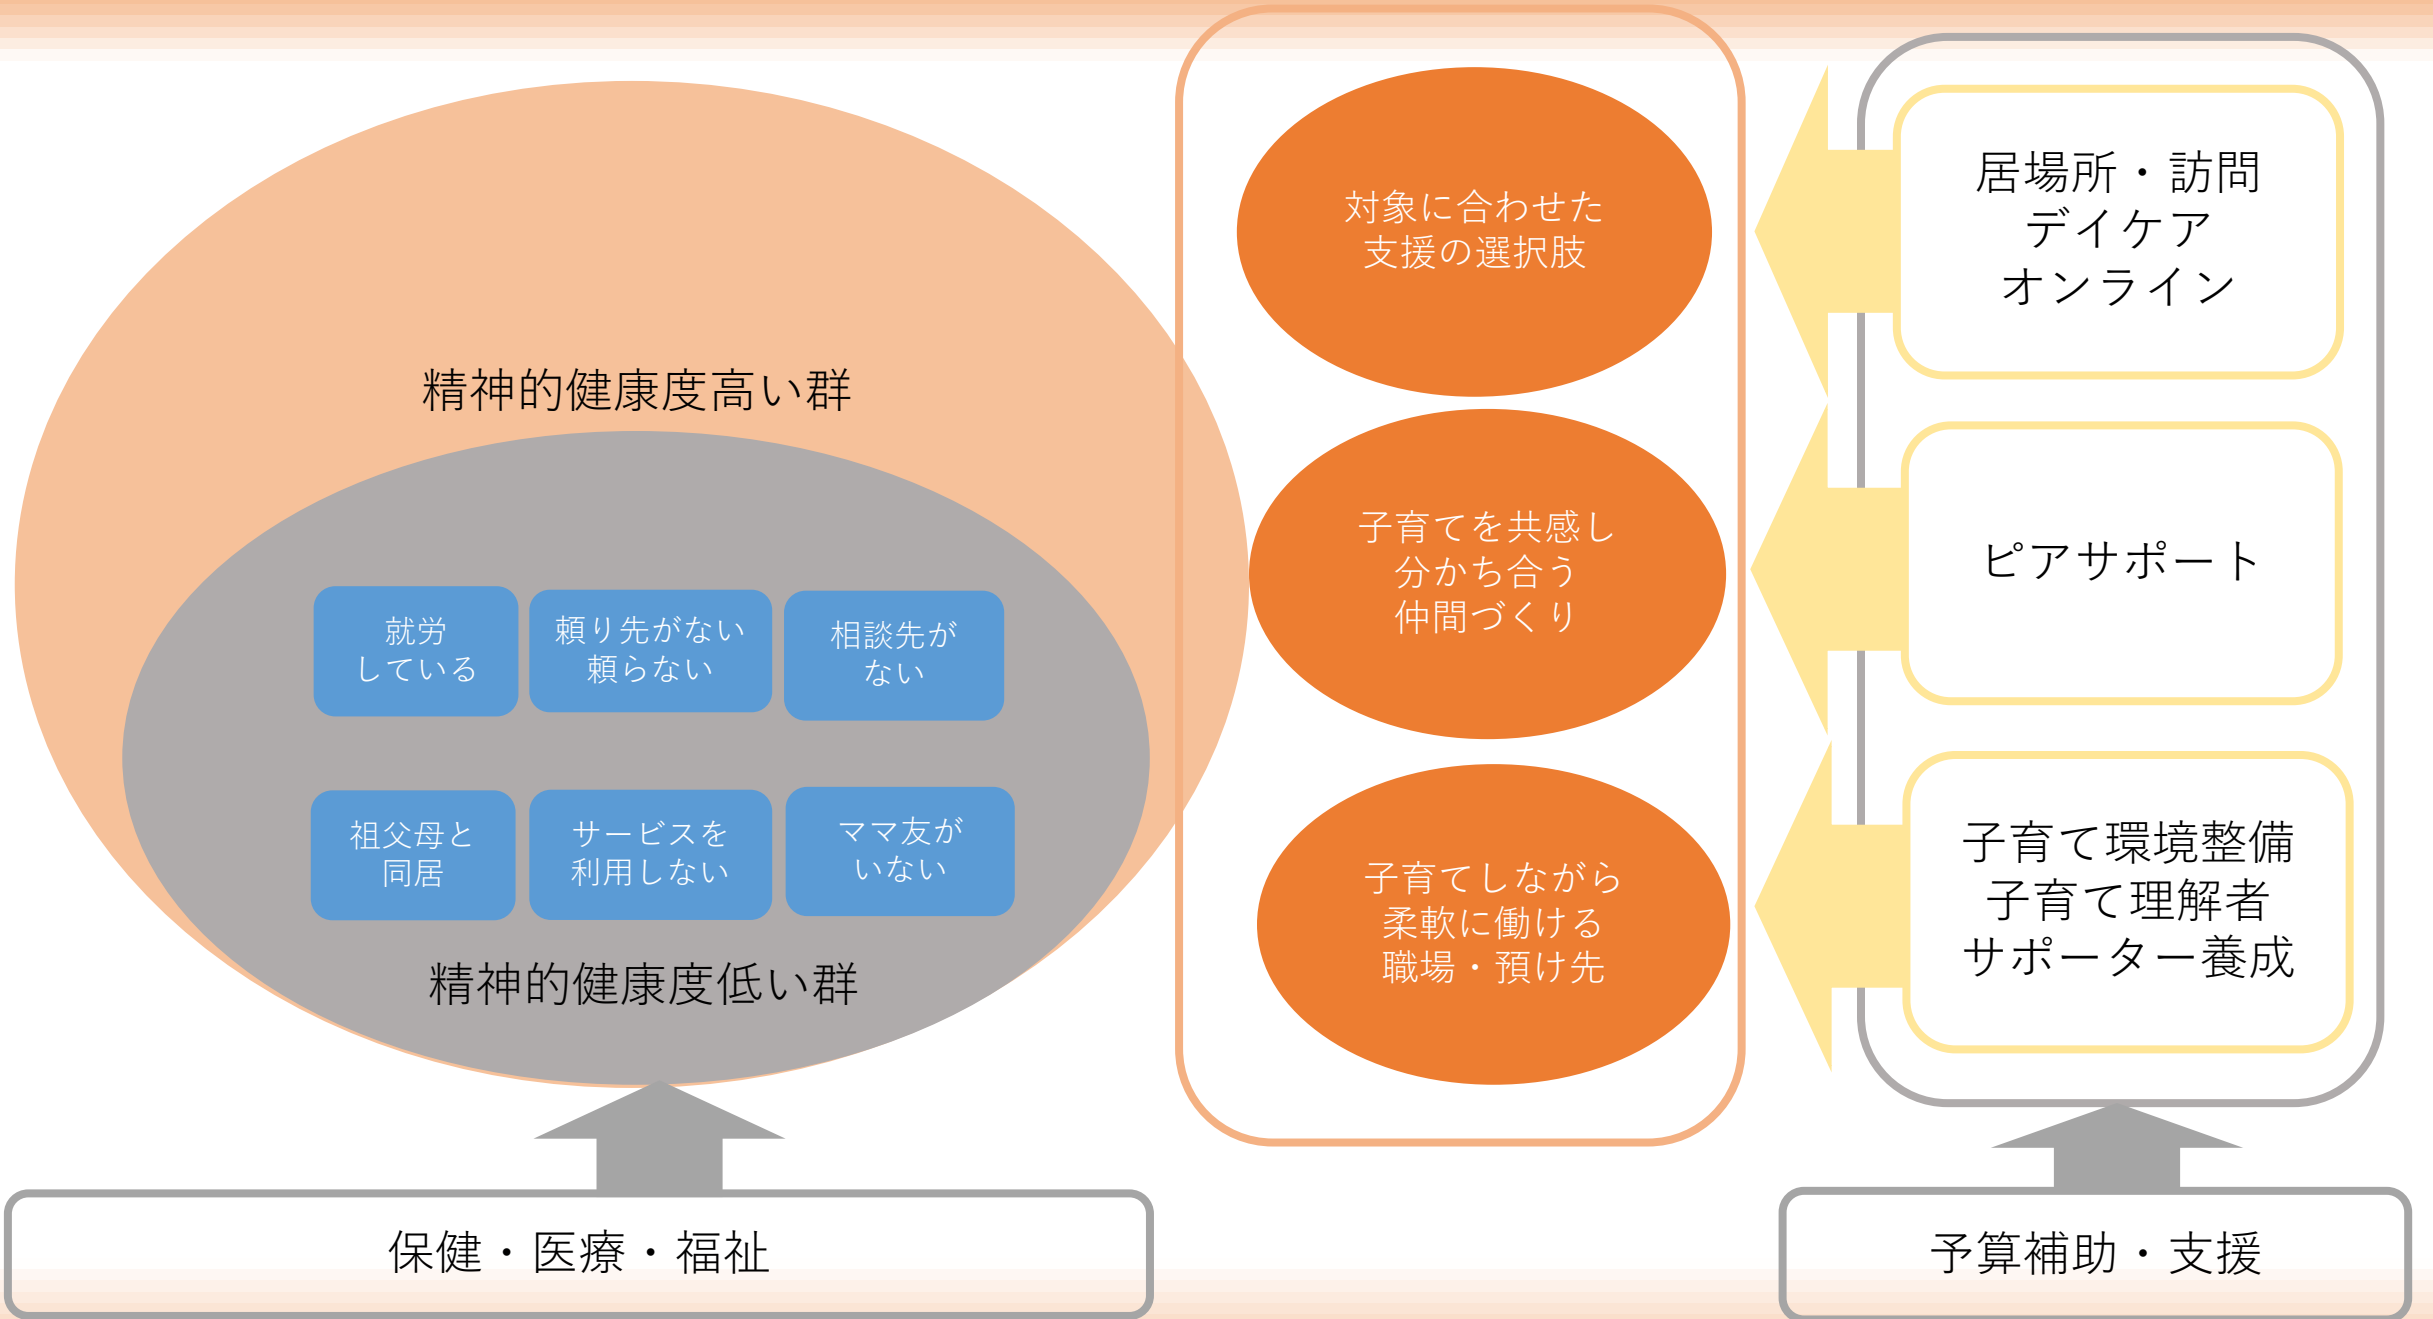 精神的健康度高い群
就労
している
頼り先がない
頼らない
相談先が
ない
祖父母と
同居
サービスを
利用しない
ママ友が
いない
精神的健康度低い群
保健・医療・福祉
対象に合わせた
支援の選択肢
子育てを共感し
分かち合う
仲間づくり
子育てしながら
柔軟に働ける
職場・預け先
居場所・訪問
デイケア
オンライン
ピアサポート
子育て環境整備
子育て理解者
サポーター養成
予算補助・支援